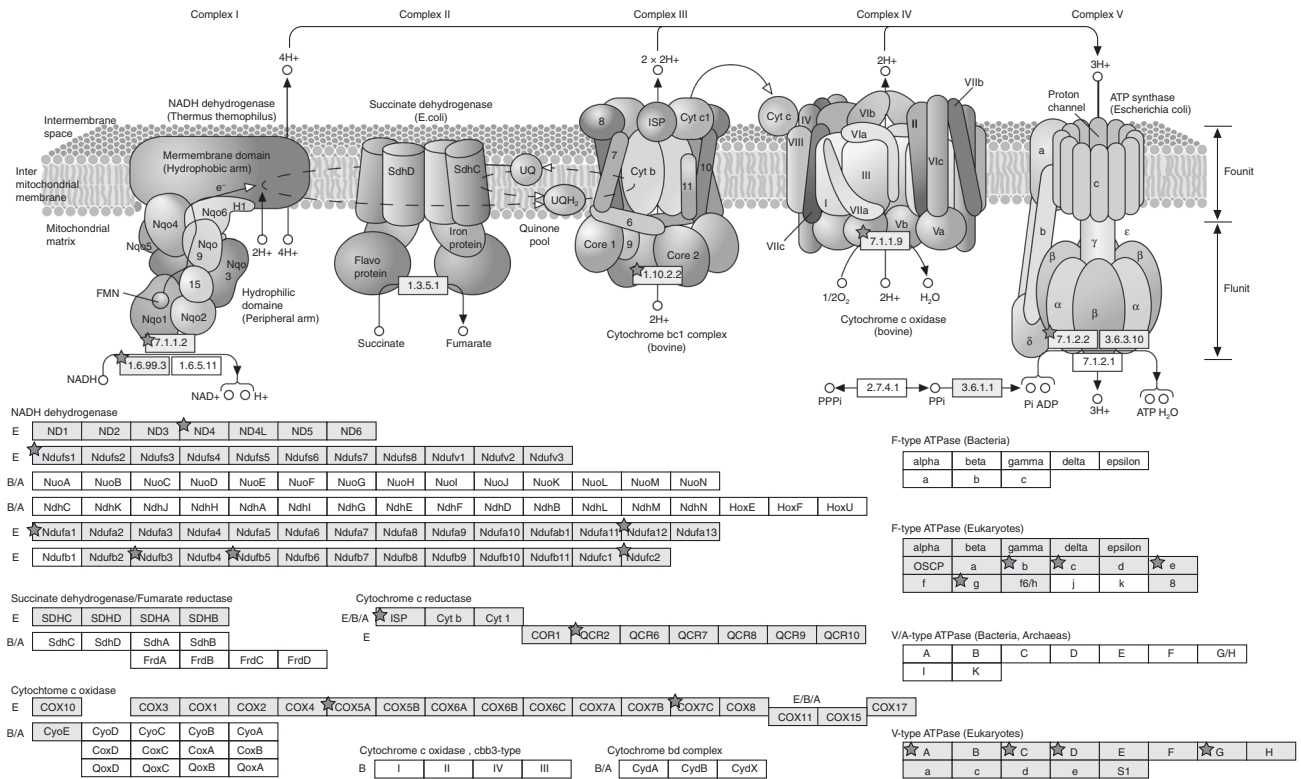 Complex I Complex II Complex III Complex IV Complex V
4H+ 2 × 2H+ 2H+ 3H+
NADH dehydrogenase
(Thermus themophilus)
Succinate dehydrogenase
(E.coli)
Proton
channel
ATP synthase
(Escherichia coli)
Intermembrane
space
Inter
mitochondrial
membrane
Mitochondrial
matrix
Mermembrane domain
(Hydrophobic arm)
e–
Nqo6 H1
Nqo4
Nqo5
Nqo
9
Nqo
3
15
FMN
Nqo1 Nqo2
2H+ 4H+
Hydrophilic
domaine
(Peripheral arm)
7.1.1.2
1.6.99.3 1.6.5.11
NADH
NAD+ H+
SdhD SdhC
Flavo
protein
Iron
protein
1.3.5.1
Succinate Fumarate
UQ
UQH2
Quinone
pool
8 ISP Cyt c1
7 Cyt b 11 10
6
Core 1 9 Core 2
1.10.2.2
2H+
Cytochrome bc1 complex
(bovine)
Cyt c
VIIb
IV VIb II
VIII VIa
III VIc
I VIIa
VIIc Vb Va
7.1.1.9
1/2O2 2H+ H2O
Cytochrome c oxidase
(bovine)
a c
b γ ε
β β
α β α
δ
7.1.2.2 3.6.3.10
7.1.2.1
Founit
Flunit
PPPi 2.7.4.1 PPi 3.6.1.1 Pi ADP
3H+
ATP H2O
NADH dehydrogenase
E ND1 ND2 ND3 ND4 ND4L ND5 ND6
E Ndufs1 Ndufs2 Ndufs3 Ndufs4 Ndufs5 Ndufs6 Ndufs7 Ndufs8 Ndufv1 Ndufv2 Ndufv3
B/A NuoA NuoB NuoC NuoD NuoE NuoF NuoG NuoH NuoI NuoJ NuoK NuoL NuoM NuoN
B/A NdhC NdhK NdhJ NdhH NdhA NdhI NdhG NdhE NdhF NdhD NdhB NdhL NdhM NdhN HoxE HoxF HoxU
E Ndufa1 Ndufa2 Ndufa3 Ndufa4 Ndufa5 Ndufa6 Ndufa7 Ndufa8 Ndufa9 Ndufa10 Ndufab1 Ndufa11 Ndufa12 Ndufa13
E Ndufb1 Ndufb2 Ndufb3 Ndufb4 Ndufb5 Ndufb6 Ndufb7 Ndufb8 Ndufb9 Ndufb10 Ndufb11 Ndufc1 Ndufc2
Succinate dehydrogenase/Fumarate reductase
E SDHC SDHD SDHA SDHB
B/A SdhC SdhD SdhA SdhB
FrdA FrdB FrdC FrdD
Cytochrome c reductase
E/B/A ISP Cyt b Cyt 1
E COR1 QCR2 QCR6 QCR7 QCR8 QCR9 QCR10
Cytochtome c oxidase
E COX10 COX3 COX1 COX2 COX4 COX5A COX5B COX6A COX6B COX6C COX7A COX7B COX7C COX8
E/B/A
COX11 COX15
COX17
B/A CyoE CyoD CyoC CyoB CyoA
CoxD CoxC CoxA CoxB
QoxD QoxC QoxB QoxA
Cytochrome c oxidase , cbb3-type
B I II IV III
Cytochrome bd complex
B/A CydA CydB CydX
F-type ATPase (Bacteria)
alpha beta gamma delta epsilon
a b c
F-type ATPase (Eukaryotes)
alpha beta gamma delta epsilon
OSCP a b c d e
f g f6/h j k 8
V/A-type ATPase (Bacteria, Archaeas)
A B C D E F G/H
I K
V-type ATPase (Eukaryotes)
A B C D E F G H
a c d e S1